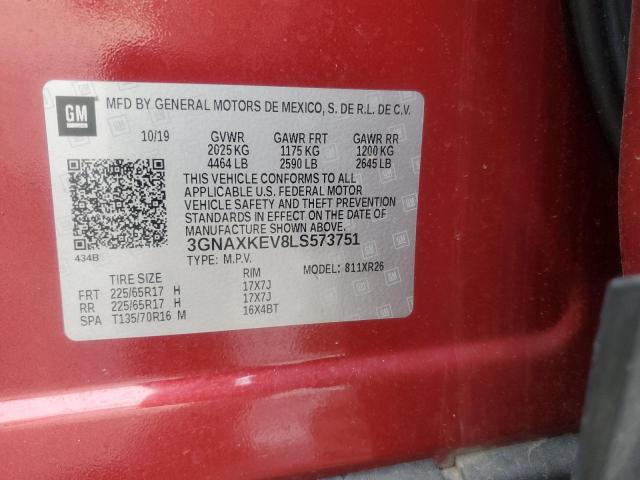 GM MFD BY GENERAL MOTORS DE MEXICO, S. DE R.L. DE C.V.
10/19 GVWR GAWR FRT GAWR RR
2025 KG 1175 KG 1200 KG
4464 LB 2590 LB 2645 LB
THIS VEHICLE CONFORMS TO ALL
APPLICABLE U.S. FEDERAL MOTOR
VEHICLE SAFETY AND THEFT PREVENTION
STANDARDS IN EFFECT ON THE DATE OF
MANUFACTURE SHOWN ABOVE.
3GNAXKEV8LS573751
434B TYPE: M.P.V.
TIRE SIZE RIM MODEL: 811XR26
FRT 225/65R17 H 17X7J
RR 225/65R17 H 17X7J
SPA T135/70R16 M 16X4BT